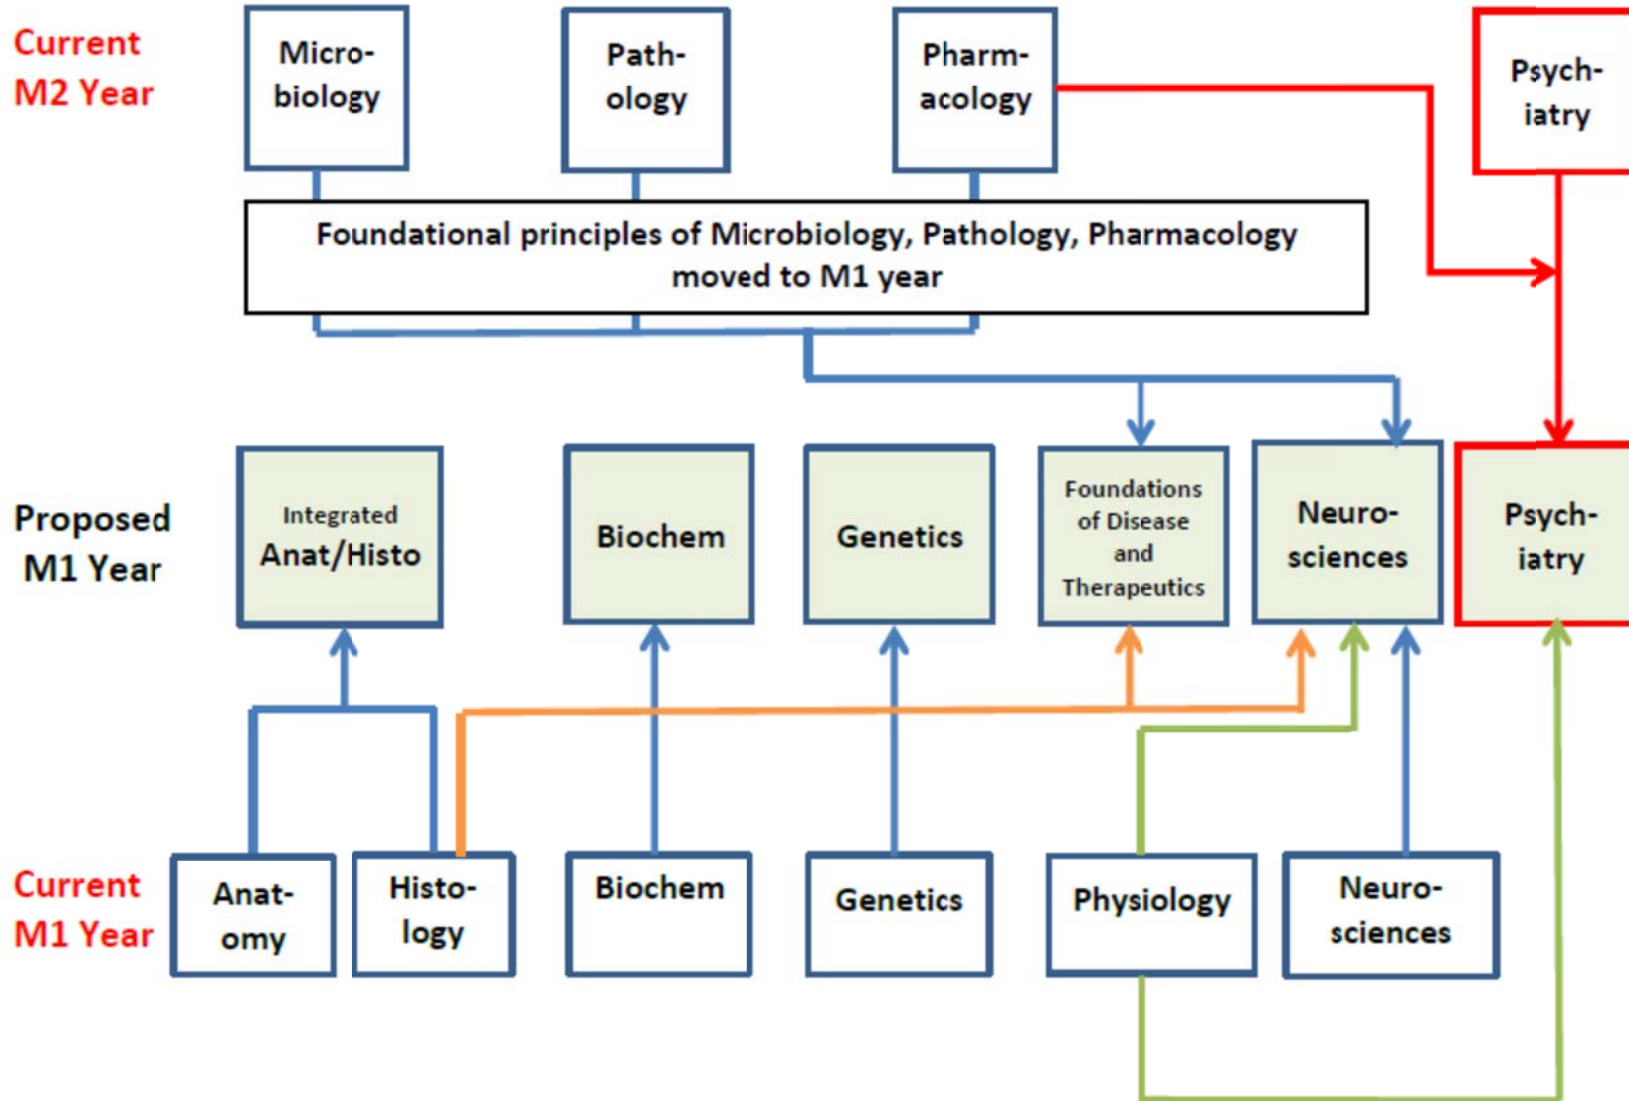 Current
M2 Year
Micro-
biology
Path-
ology
Pharm-
acology
Psych-
iatry
Foundational principles of Microbiology, Pathology, Pharmacology
moved to M1 year
Proposed
M1 Year
Integrated
Anat/Histo
Biochem
Genetics
Foundations
of Disease
and
Therapeutics
Neuro-
sciences
Psych-
iatry
Current
M1 Year
Anat-
omy
Histo-
logy
Biochem
Genetics
Physiology
Neuro-
sciences